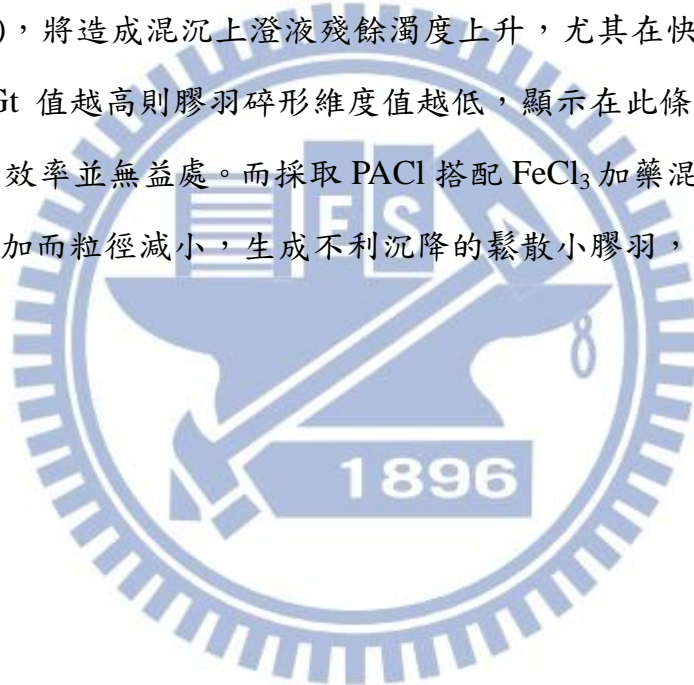 )，將造成混沉上澄液殘餘濁度上升，尤其在快
Gt 值越高則膠羽碎形維度值越低，顯示在此條
效率並無益處。而採取 PACl 搭配 FeCl₃ 加藥混
加而粒徑減小，生成不利沉降的鬆散小膠羽，
E S
1896